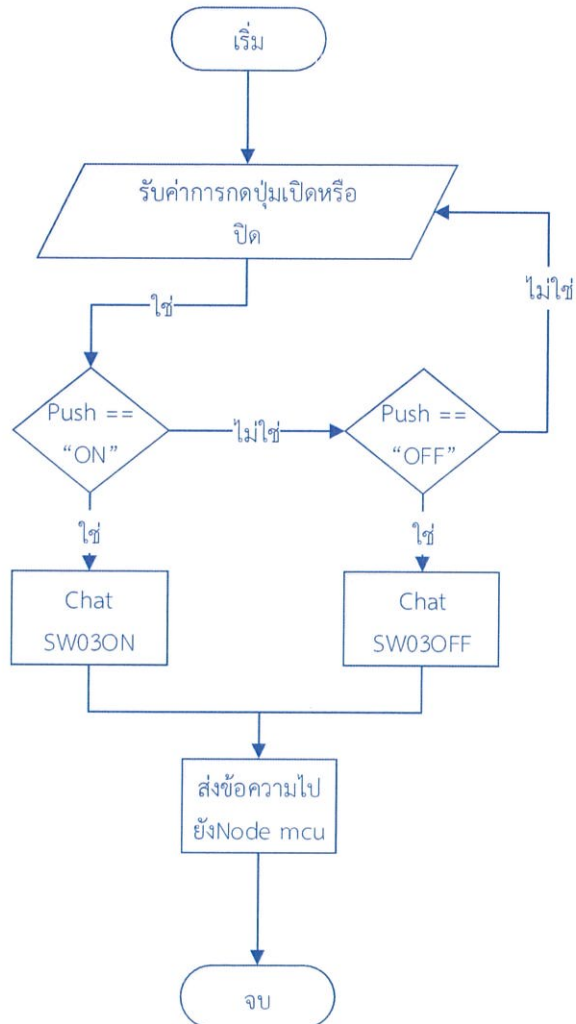 เริ่ม
รับค่าการกดปุ่มเปิดหรือ
ปิด
ไม่ใช่
ใช่
Push ==
“ON”
ไม่ใช่
Push ==
“OFF”
ใช่
ใช่
Chat
SW03ON
Chat
SW03OFF
ส่งข้อความไป
ยังNode mcu
จบ